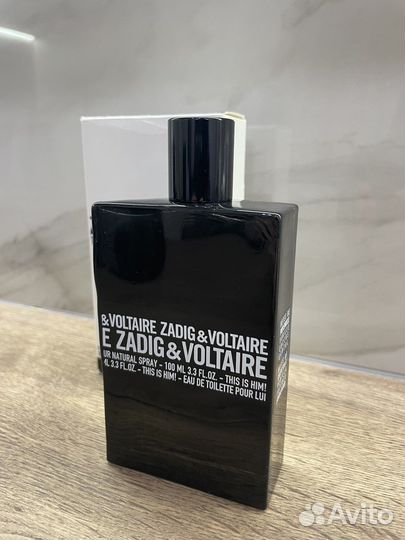 &VOLTAIRE ZADIG&VOLTAIRE
E ZADIG&VOLTAIRE
UR NATURAL SPRAY – 100 ML 3.3 FL.OZ. – THIS IS HIM!
3.3 FL.OZ. – THIS IS HIM! – EAU DE TOILETTE POUR LUI
Avito